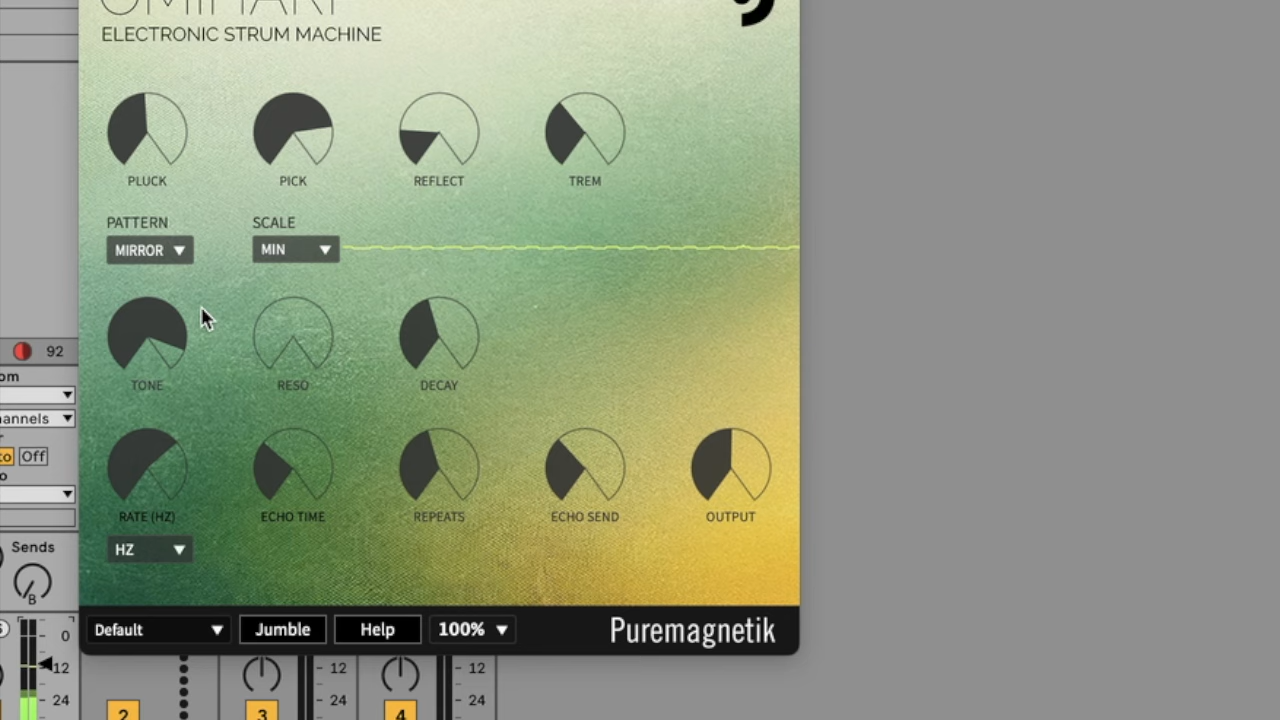 ELECTRONIC STRUM MACHINE
PLUCK PICK REFLECT TREM
PATTERN SCALE
MIRROR MIN
92
TONE RESO DECAY
Off
RATE (HZ) ECHO TIME REPEATS ECHO SEND OUTPUT
HZ
Sends
B
Default Jumble Help 100% Puremagnetik
0
12 12 12
24 24 24
2 3 4